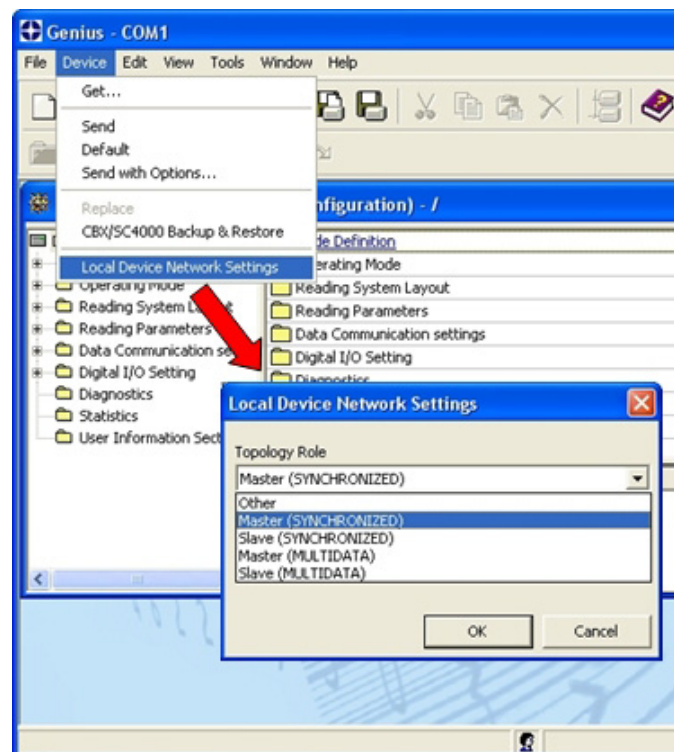 Genius - COM1
File Device Edit View Tools Window Help
Get...
Send
Default
Send with Options...
Replace
CBX/SC4000 Backup & Restore
Local Device Network Settings
nfiguration) - /
de Definition
erating Mode
Reading System Layout
Reading Parameters
Data Communication settings
Digital I/O Setting
Diagnostics
Operating Mode
Reading System L
Reading Parameters
Data Communication se
Digital I/O Setting
Diagnostics
Statistics
User Information Sect
Local Device Network Settings
Topology Role
Master (SYNCHRONIZED)
Other
Master (SYNCHRONIZED)
Slave (SYNCHRONIZED)
Master (MULTIDATA)
Slave (MULTIDATA)
OK Cancel